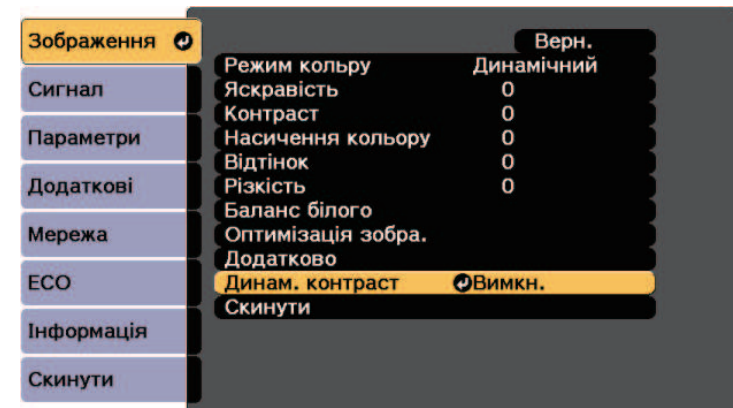 Зображення
Сигнал
Параметри
Додаткові
Мережа
ECO
Інформація
Скинути
Верн.
Режим кольру Динамічний
Яскравість 0
Контраст 0
Насичення кольору 0
Відтінок 0
Різкість 0
Баланс білого
Оптимізація зобра.
Додатково
Динам. контраст Вимкн.
Скинути